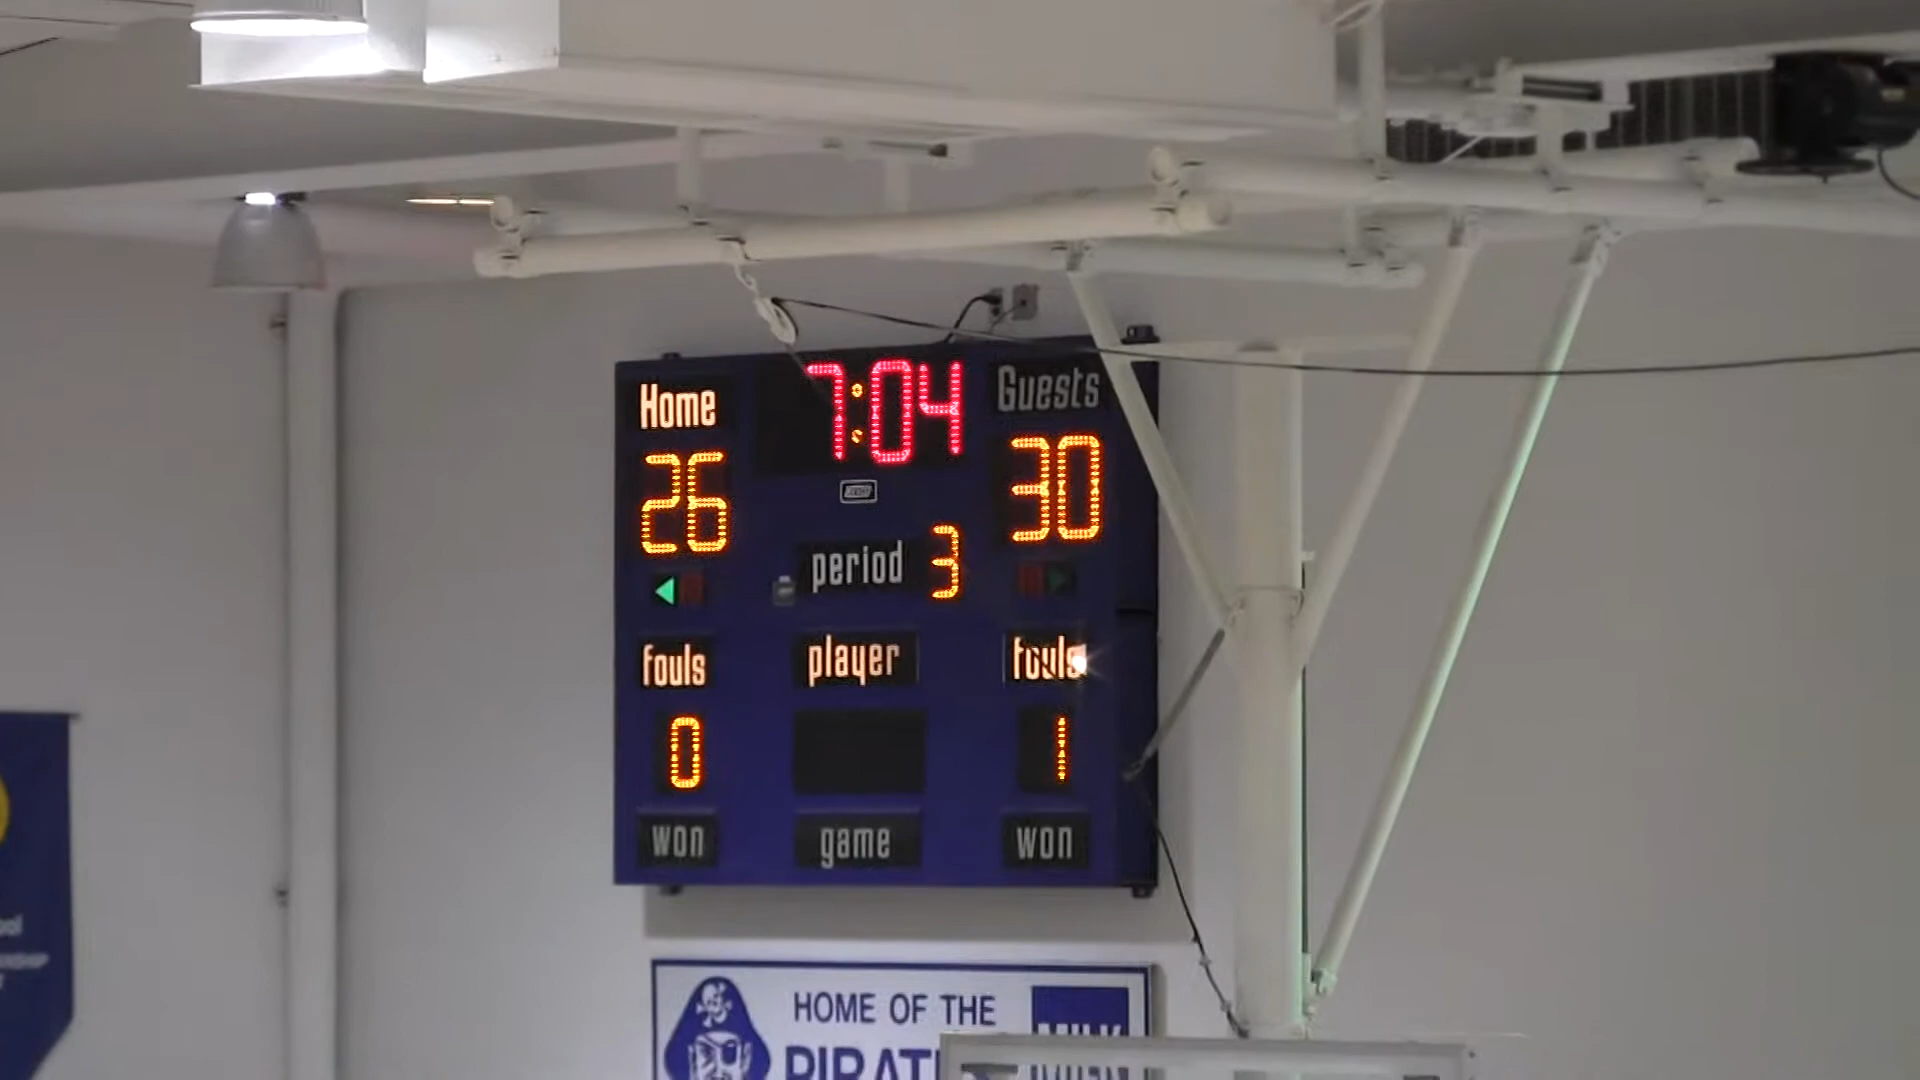 7:04
Home
Guests
26
30
period 3
fouls
player
fouls
0
1
won
game
won
HOME OF THE